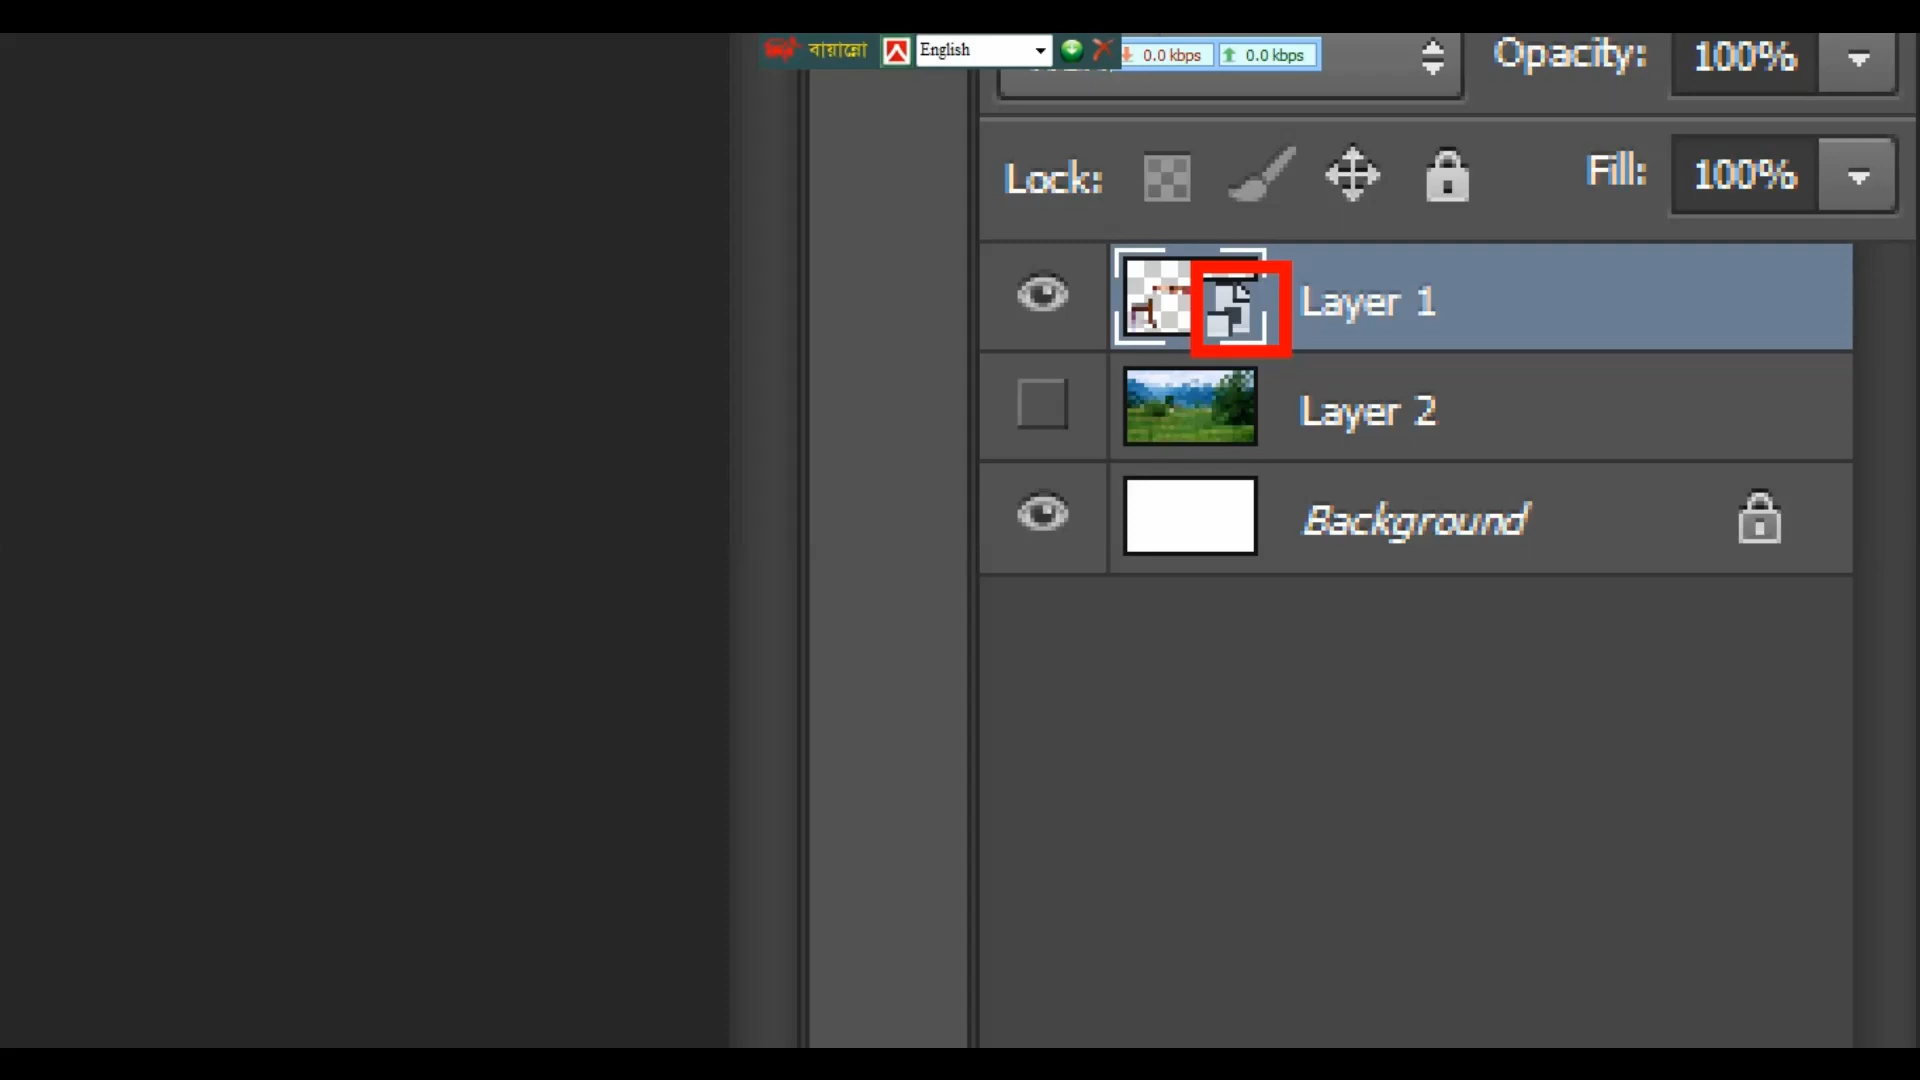 বায়ান্নো English 0.0 kbps 0.0 kbps
Opacity: 100%
Lock: Fill: 100%
Layer 1
Layer 2
Background